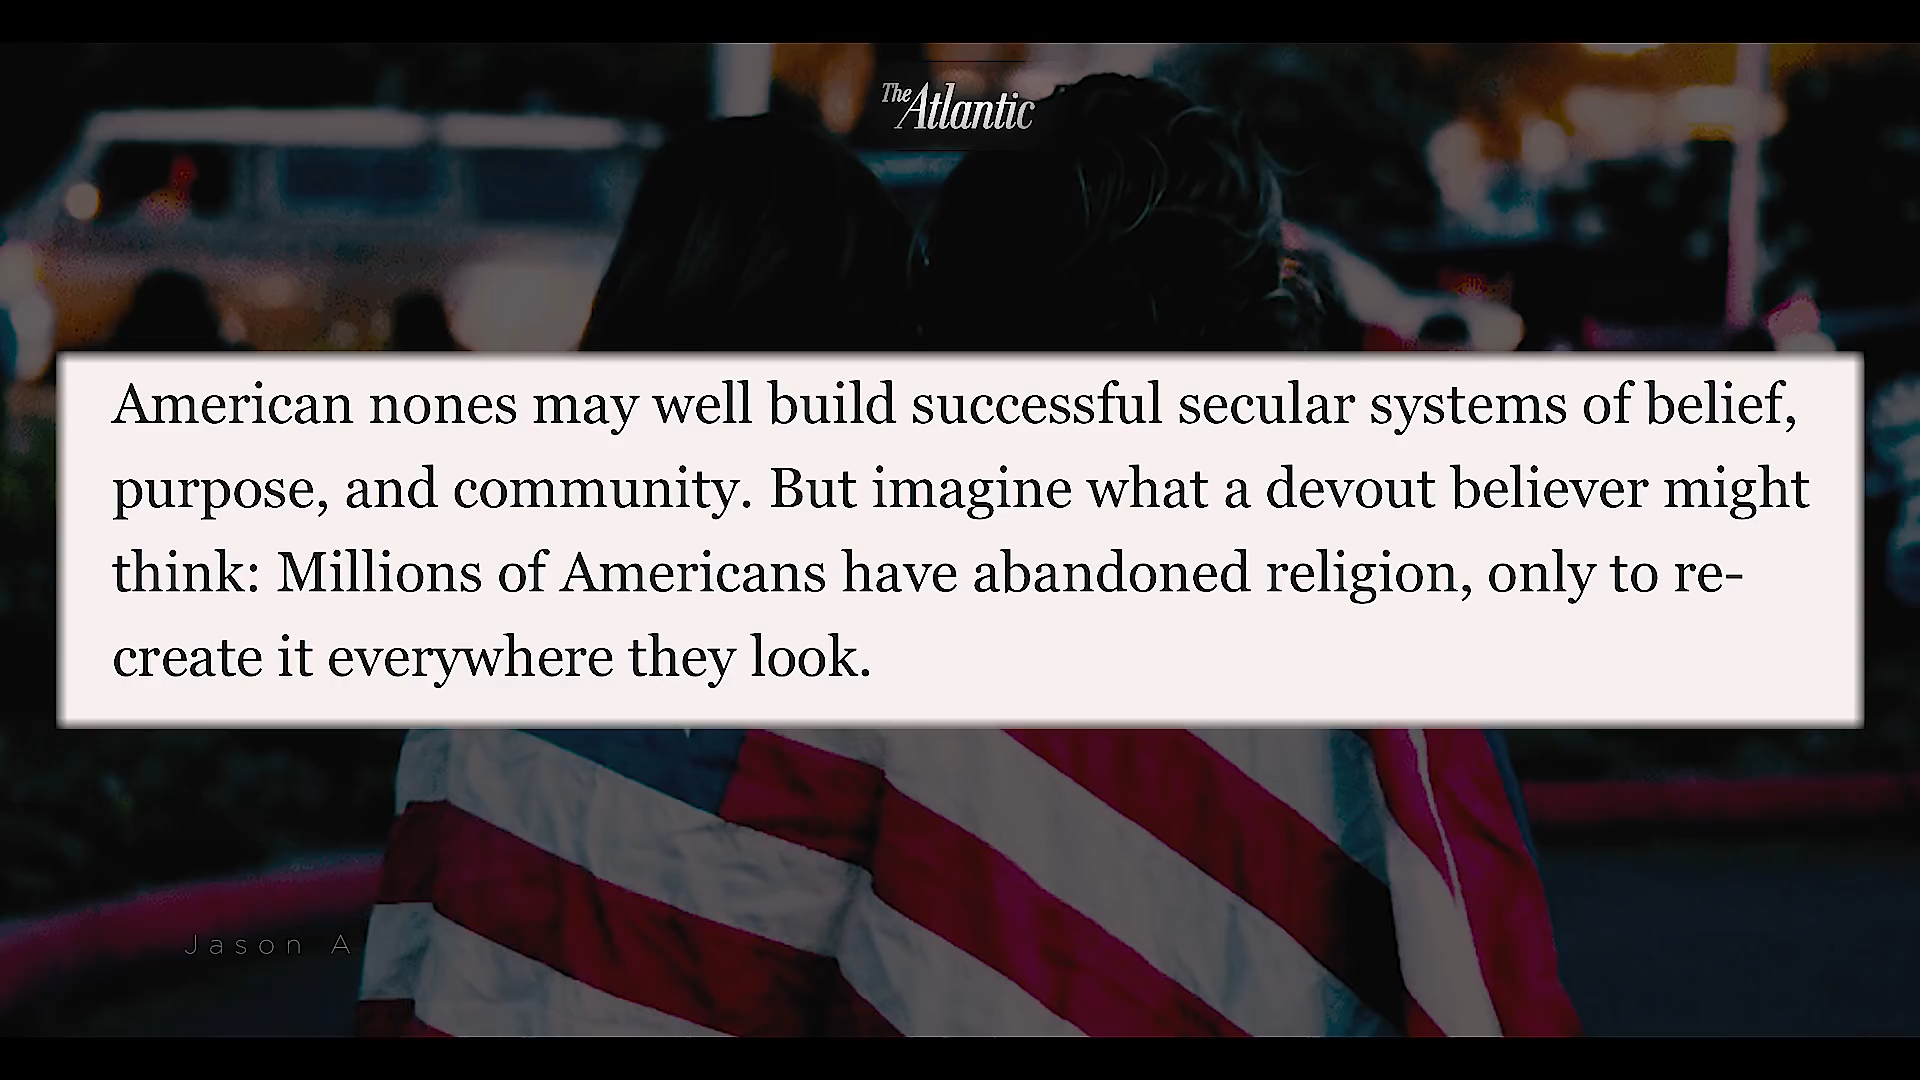 The Atlantic
American nones may well build successful secular systems of belief,
purpose, and community. But imagine what a devout believer might
think: Millions of Americans have abandoned religion, only to re-
create it everywhere they look.
Jason A